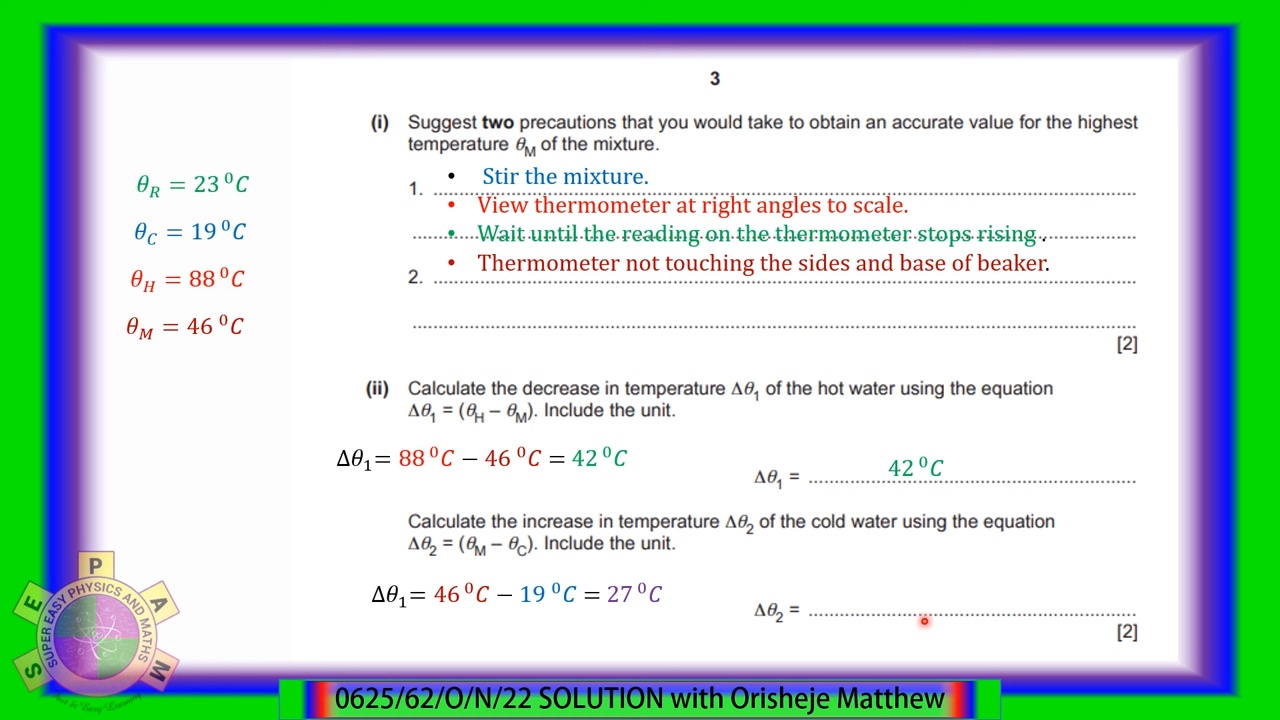 3
(i) Suggest two precautions that you would take to obtain an accurate value for the highest
temperature θM of the mixture.
1. • Stir the mixture.
• View thermometer at right angles to scale.
• Wait until the reading on the thermometer stops rising .
2. • Thermometer not touching the sides and base of beaker.
[2]
θR = 23 ⁰C
θC = 19 ⁰C
θH = 88 ⁰C
θM = 46 ⁰C
(ii) Calculate the decrease in temperature Δθ1 of the hot water using the equation
Δθ1 = (θH – θM). Include the unit.
Δθ1= 88 ⁰C − 46 ⁰C = 42 ⁰C
Δθ1 = 42 ⁰C
Calculate the increase in temperature Δθ2 of the cold water using the equation
Δθ2 = (θM – θC). Include the unit.
Δθ1= 46 ⁰C − 19 ⁰C = 27 ⁰C
Δθ2 =
[2]
S E P A M
SUPER EASY PHYSICS AND MATHS
0625/62/O/N/22 SOLUTION with Orisheje Matthew